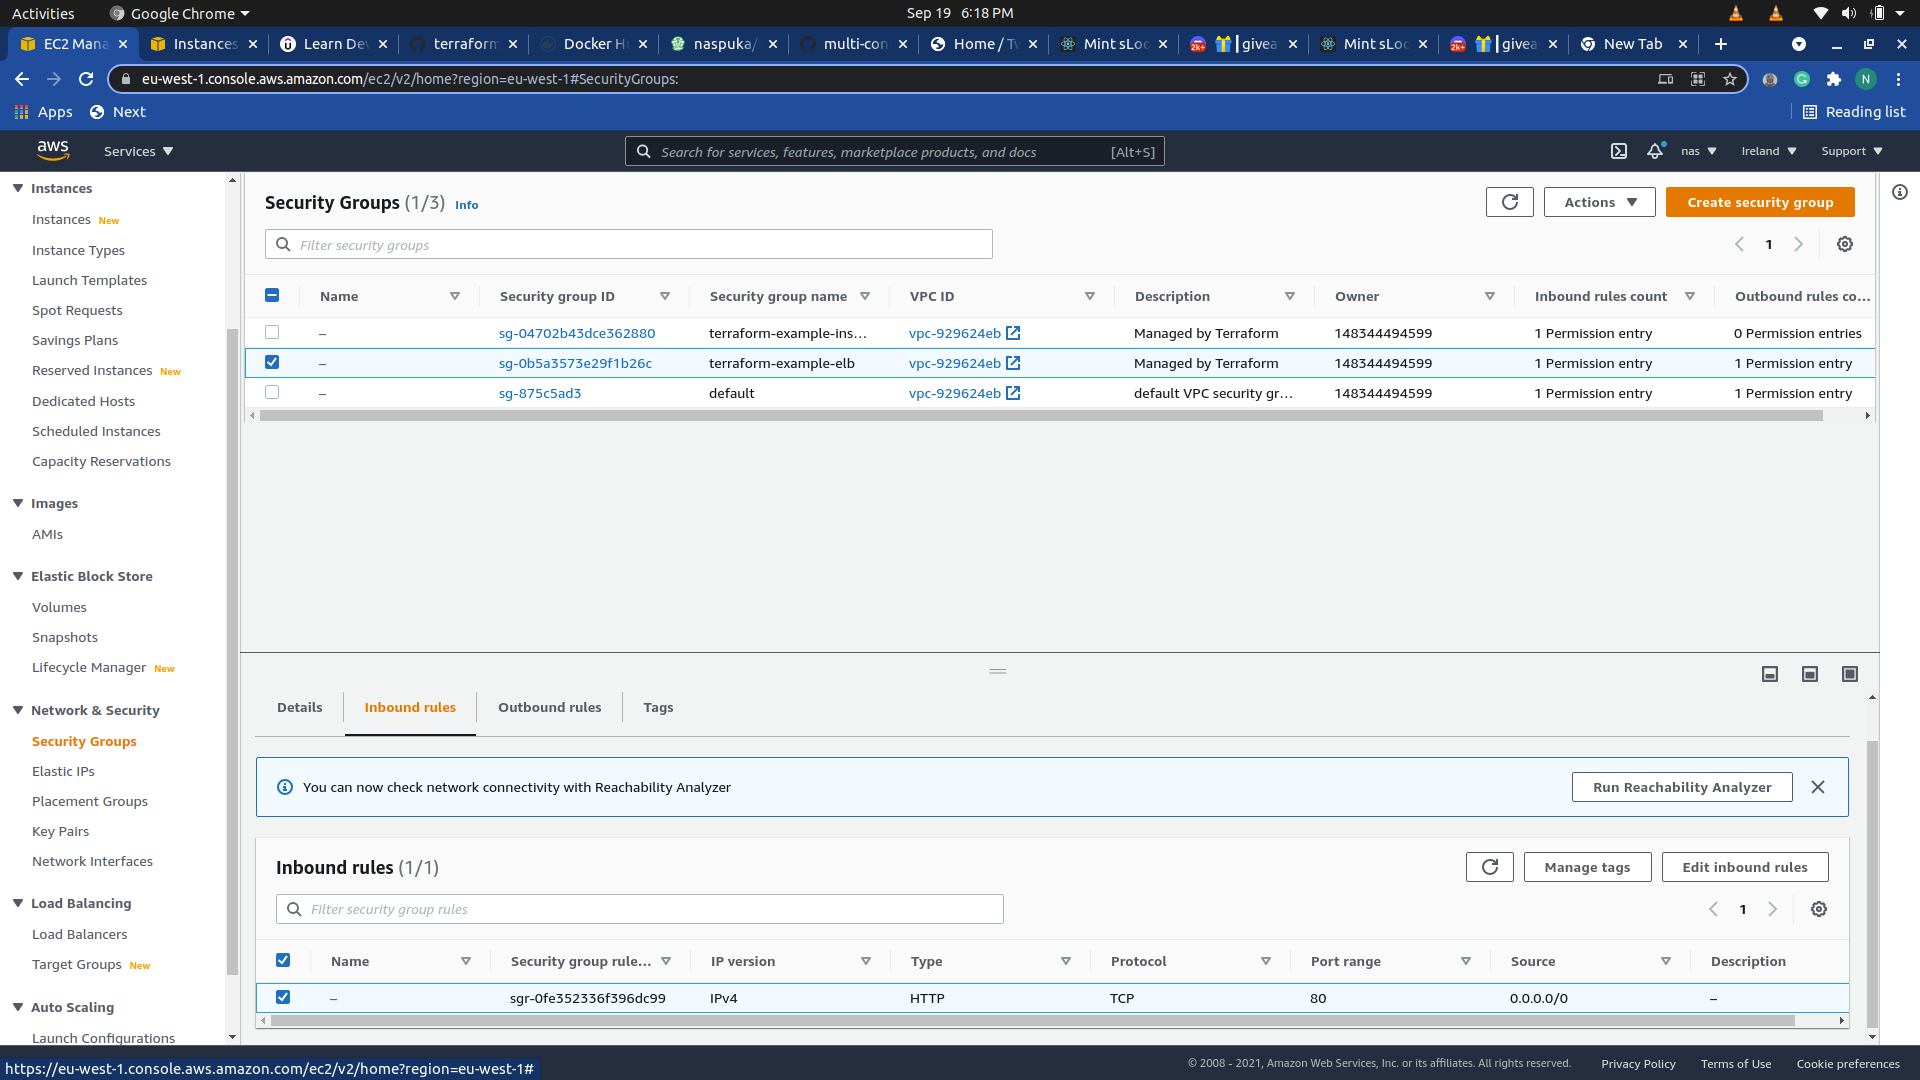 Activities
Google Chrome
Sep 19 6:18 PM
EC2 Mana
Instances
Learn De
terraform
Docker H
naspuka/
multi-con
Home / Tw
Mint sLoc
2k+ | givea
Mint sLoc
2k+ | givea
New Tab
eu-west-1.console.aws.amazon.com/ec2/v2/home?region=eu-west-1#SecurityGroups:
N
Apps
Next
Reading list
aws
Services
Search for services, features, marketplace products, and docs
[Alt+S]
nas
Ireland
Support
Instances
Instances New
Instance Types
Launch Templates
Spot Requests
Savings Plans
Reserved Instances New
Dedicated Hosts
Scheduled Instances
Capacity Reservations
Images
AMIs
Elastic Block Store
Volumes
Snapshots
Lifecycle Manager New
Network & Security
Security Groups
Elastic IPs
Placement Groups
Key Pairs
Network Interfaces
Load Balancing
Load Balancers
Target Groups New
Auto Scaling
Launch Configurations
Security Groups (1/3) Info
Actions
Create security group
Filter security groups
1
Name Security group ID Security group name VPC ID Description Owner Inbound rules count Outbound rules co...
– sg-04702b43dce362880 terraform-example-ins... vpc-929624eb Managed by Terraform 148344494599 1 Permission entry 0 Permission entries
– sg-0b5a3573e29f1b26c terraform-example-elb vpc-929624eb Managed by Terraform 148344494599 1 Permission entry 1 Permission entry
– sg-875c5ad3 default vpc-929624eb default VPC security gr... 148344494599 1 Permission entry 1 Permission entry
Details
Inbound rules
Outbound rules
Tags
You can now check network connectivity with Reachability Analyzer
Run Reachability Analyzer
Inbound rules (1/1)
Manage tags
Edit inbound rules
Filter security group rules
1
Name Security group rule... IP version Type Protocol Port range Source Description
– sgr-0fe352336f396dc99 IPv4 HTTP TCP 80 0.0.0.0/0 –
https://eu-west-1.console.aws.amazon.com/ec2/v2/home?region=eu-west-1#
© 2008 - 2021, Amazon Web Services, Inc. or its affiliates. All rights reserved.
Privacy Policy
Terms of Use
Cookie preferences